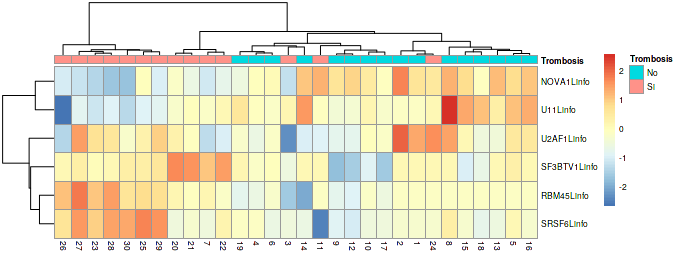 Trombosis
NOVA1Linfo
U11Linfo
U2AF1Linfo
SF3BTV1Linfo
RBM45Linfo
SRSF6Linfo
26 27 23 28 30 25 29 20 21 7 22 19 4 6 3 14 11 9 12 10 17 2 1 24 8 15 18 13 5 16
2
1
0
-1
-2
Trombosis
No
SI